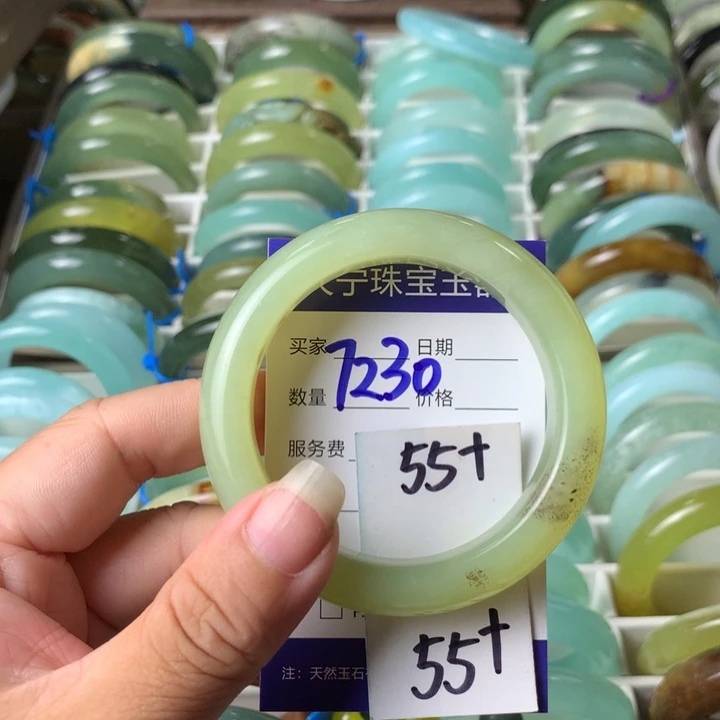 宁珠宝玉
买家 日期
7230
数量 价格
服务费
55+
55+
注：天然玉石